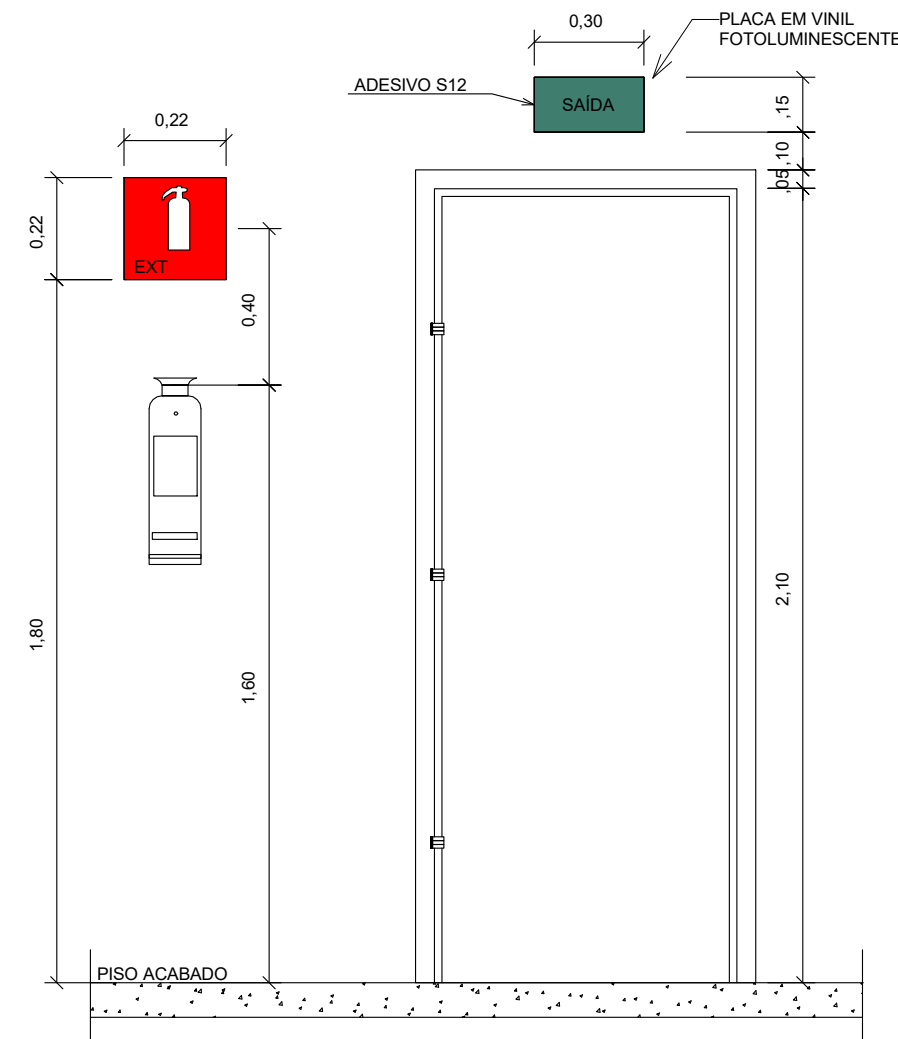 0,30
PLACA EM VINIL
FOTOLUMINESCENTE
ADESIVO S12
SAÍDA
,15
0,22
,10
,05
0,22
EXT
0,40
2,10
1,80
1,60
PISO ACABADO